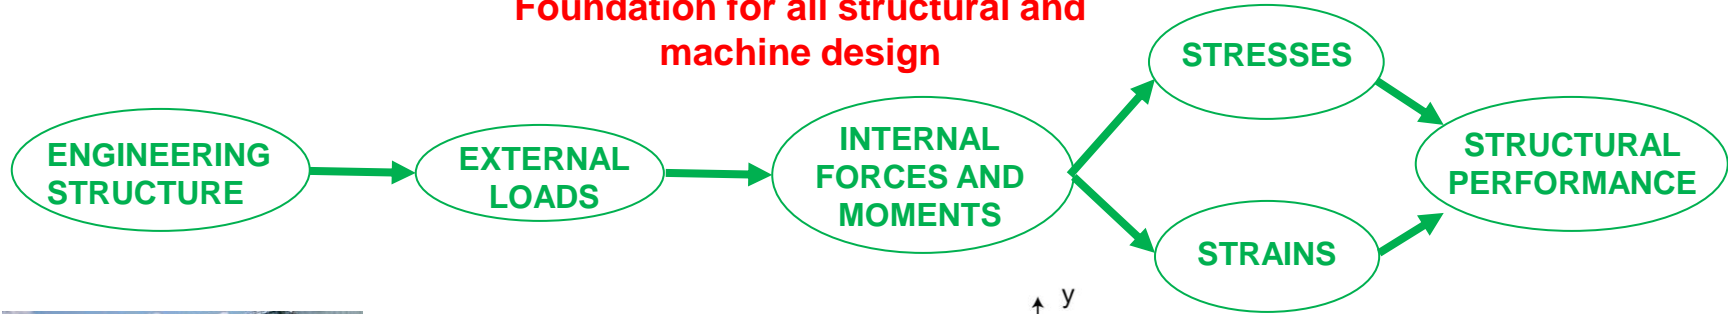 Foundation for all structural and
machine design
ENGINEERING
STRUCTURE
EXTERNAL
LOADS
INTERNAL
FORCES AND
MOMENTS
STRESSES
STRAINS
STRUCTURAL
PERFORMANCE
y